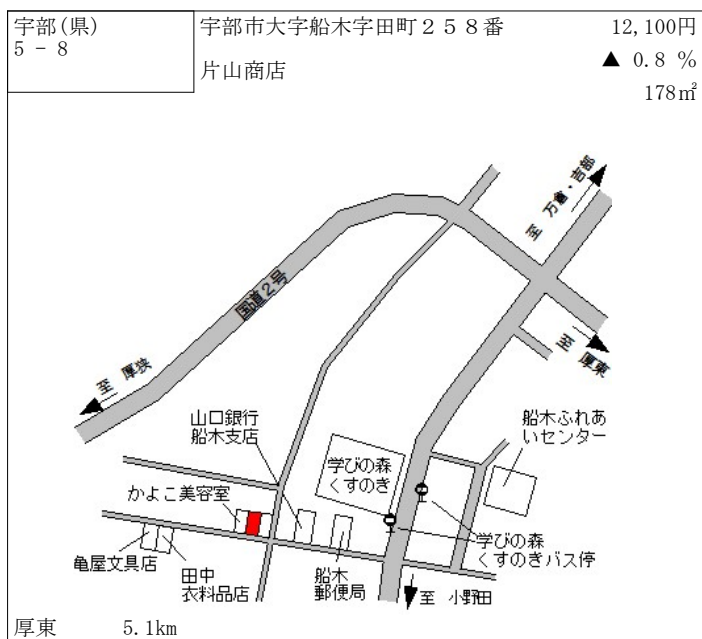 宇部(県)
5 - 8
宇部市大字船木字田町２５８番
片山商店
12,100円
▲ 0.8 %
178㎡
至 万倉・吉部
国道２号
至 厚狭
至 厚東
山口銀行
船木支店
船木ふれあ
いセンター
学びの森
くすのき
かよこ美容室
学びの森
くすのきバス停
亀屋文具店
田中
衣料品店
船木
郵便局
至 小野田
厚東 5.1km